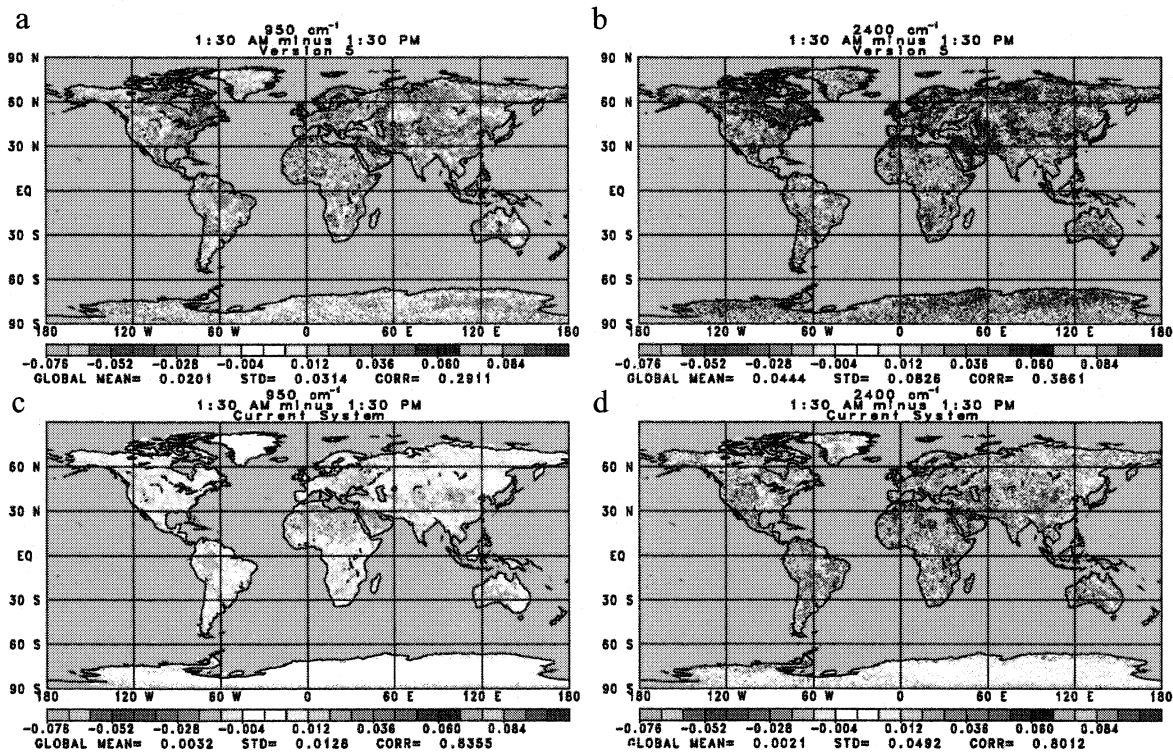 a
950 cm⁻¹
1:30 AM minus 1:30 PM
Version 5
90 N
60 N
30 N
EQ
30 S
60 S
90 S
180 120 W 60 W 0 60 E 120 E 180
-0.076 -0.052 -0.028 -0.004 0.012 0.036 0.060 0.084
GLOBAL MEAN= 0.0201 STD= 0.0314 CORR= 0.2911
b
2400 cm⁻¹
1:30 AM minus 1:30 PM
Version 5
90 N
60 N
30 N
EQ
30 S
60 S
90 S
180 120 W 60 W 0 60 E 120 E 180
-0.076 -0.052 -0.028 -0.004 0.012 0.036 0.060 0.084
GLOBAL MEAN= 0.0444 STD= 0.0826 CORR= 0.3861
c
950 cm⁻¹
1:30 AM minus 1:30 PM
Current System
60 N
30 N
EQ
30 S
60 S
90 S
180 120 W 60 W 0 60 E 120 E 180
-0.076 -0.052 -0.028 -0.004 0.012 0.036 0.060 0.084
GLOBAL MEAN= 0.0032 STD= 0.0126 CORR= 0.8355
d
2400 cm⁻¹
1:30 AM minus 1:30 PM
Current System
60 N
30 N
EQ
30 S
60 S
90 S
180 120 W 60 W 0 60 E 120 E 180
-0.076 -0.052 -0.028 -0.004 0.012 0.036 0.060 0.084
GLOBAL MEAN= 0.0021 STD= 0.0492 CORR= 0.8012